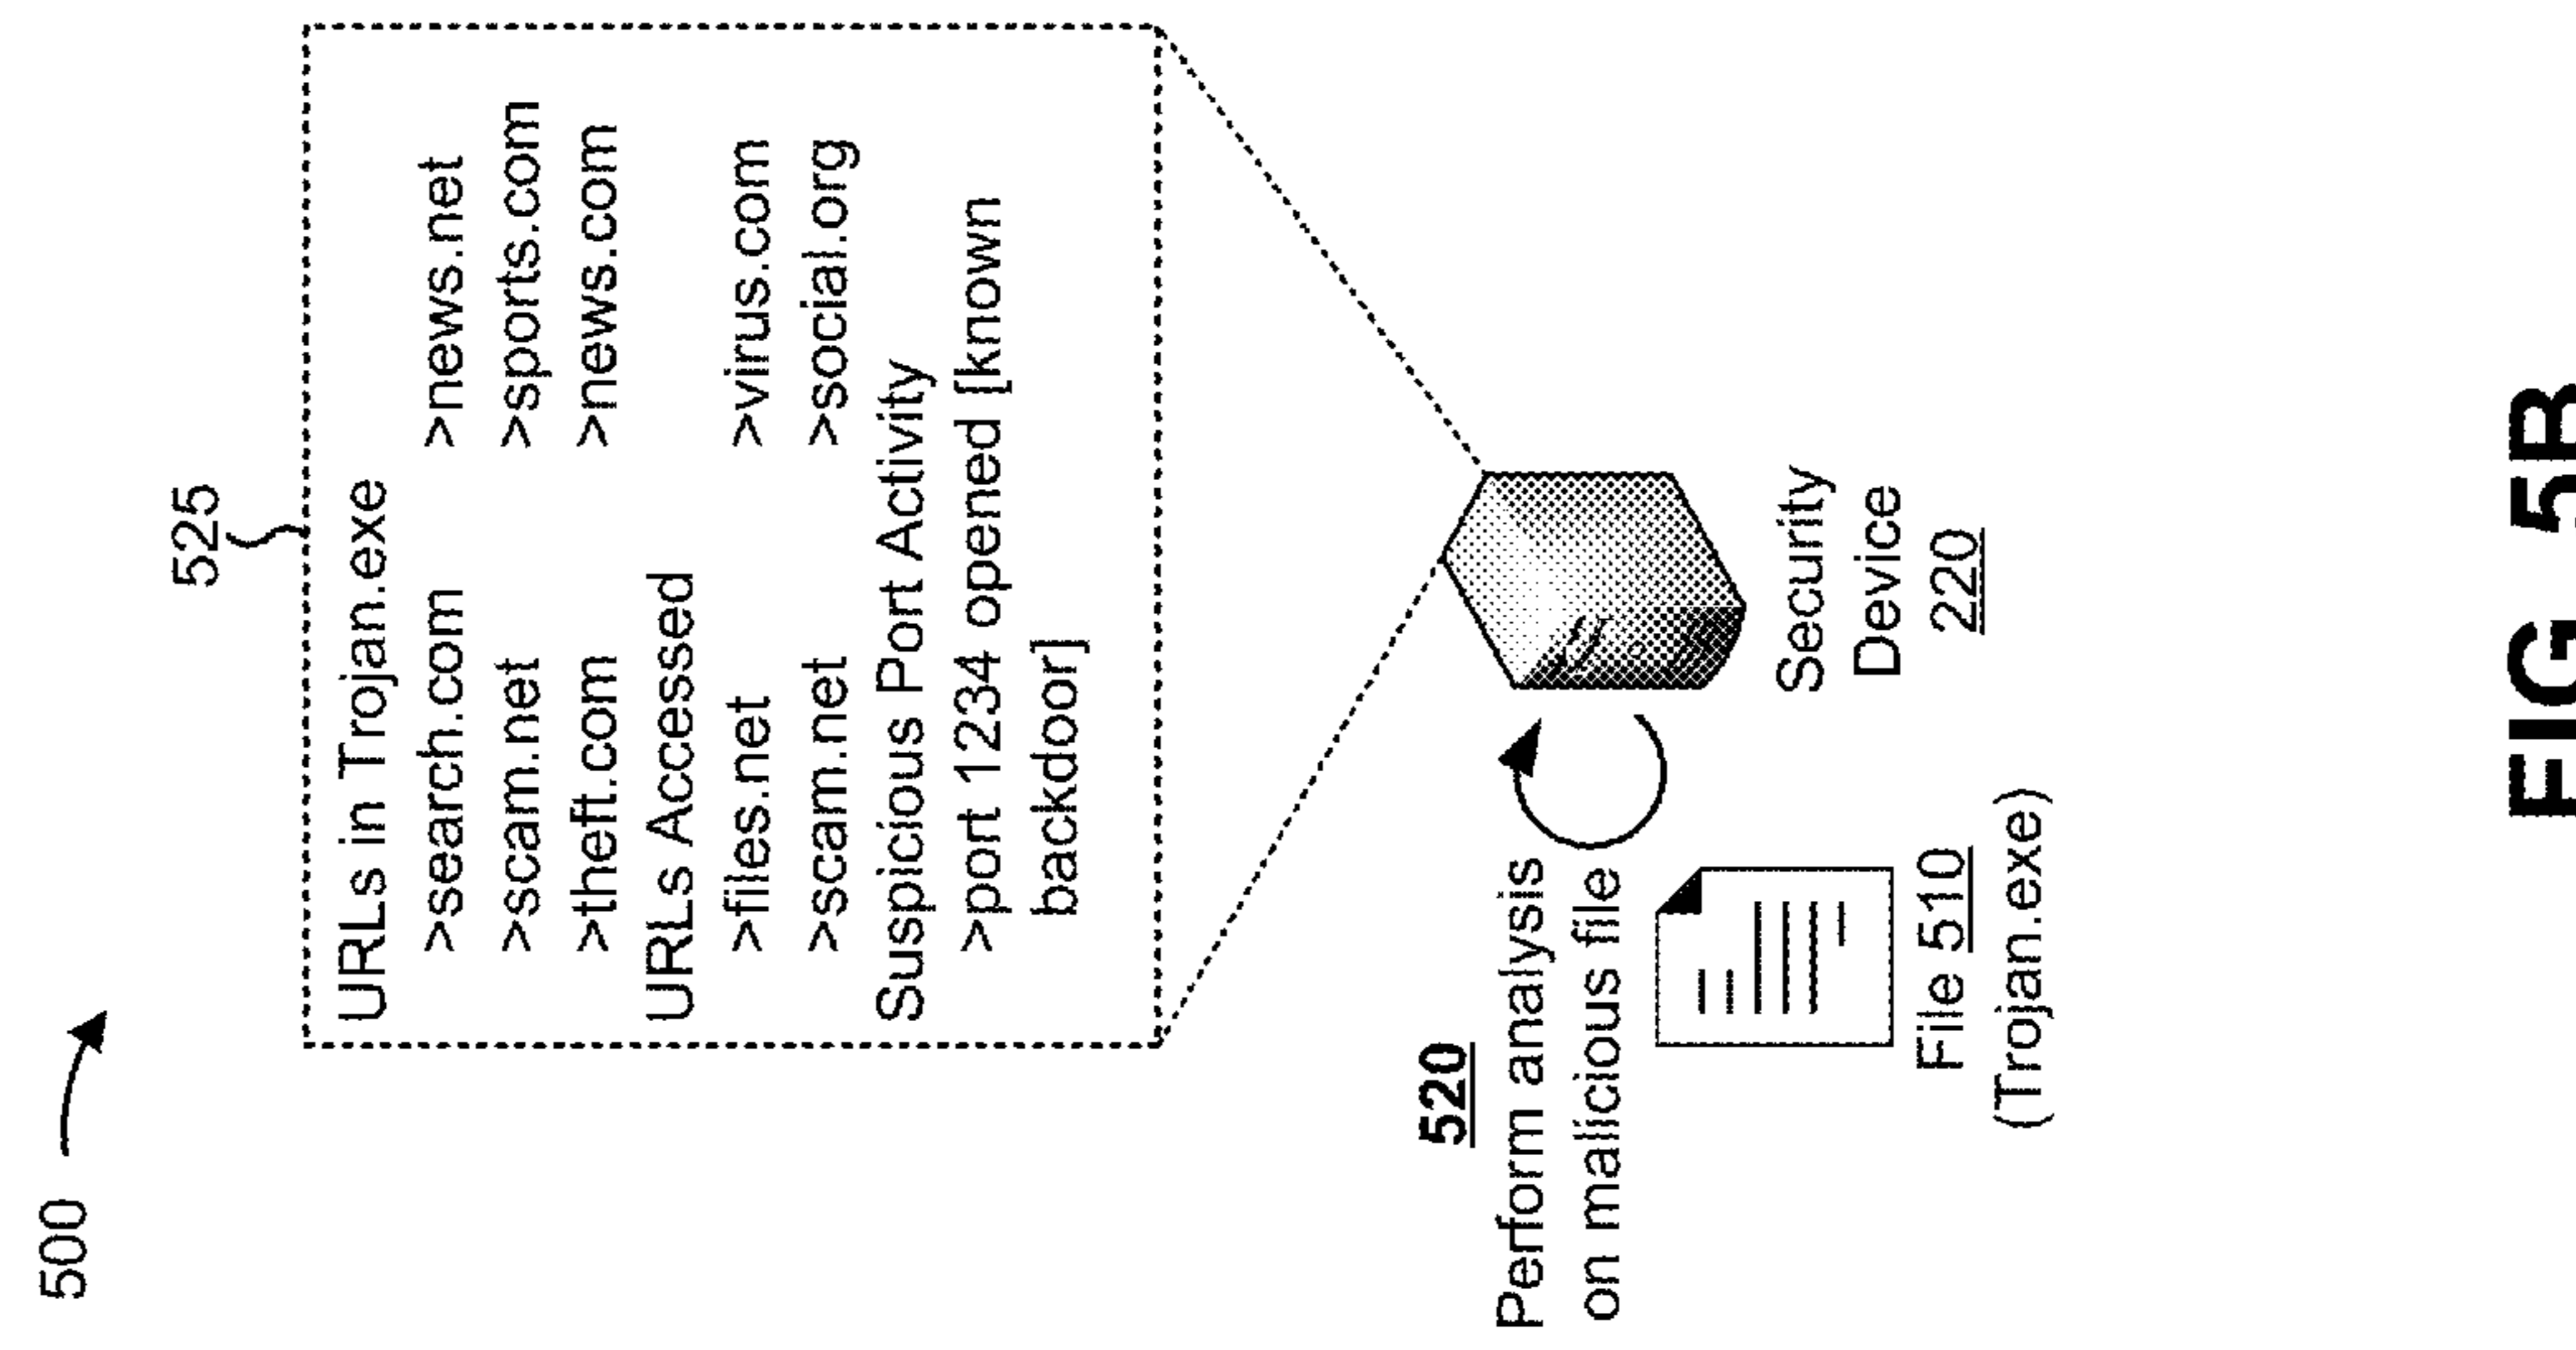 500
525
URLs in Trojan.exe
>search.com >news.net
>scam.net >sports.com
>theft.com >news.com
URLs Accessed
>files.net >virus.com
>scam.net >social.org
Suspicious Port Activity
>port 1234 opened [known
backdoor]
520
Perform analysis
on malicious file
File 510
(Trojan.exe)
Security
Device
220
FIG. 5B